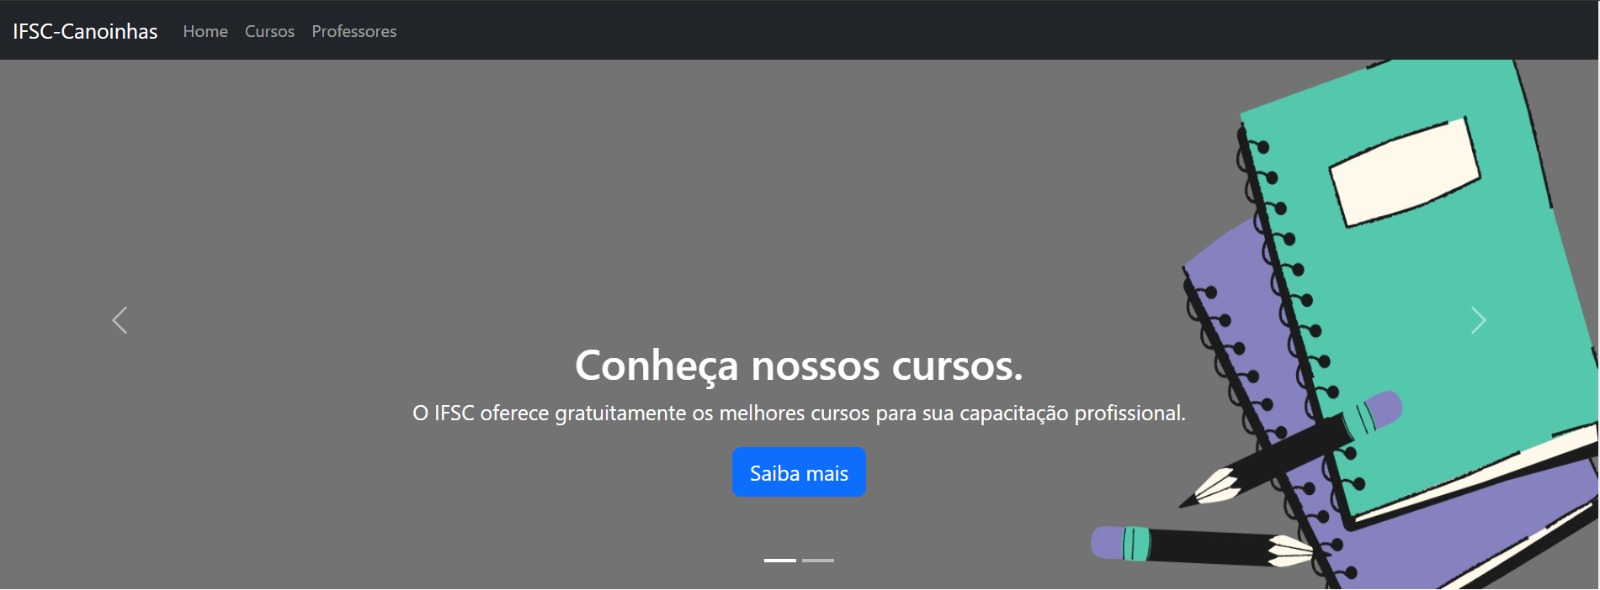 IFSC-Canoinhas Home Cursos Professores
Conheça nossos cursos.
O IFSC oferece gratuitamente os melhores cursos para sua capacitação profissional.
Saiba mais